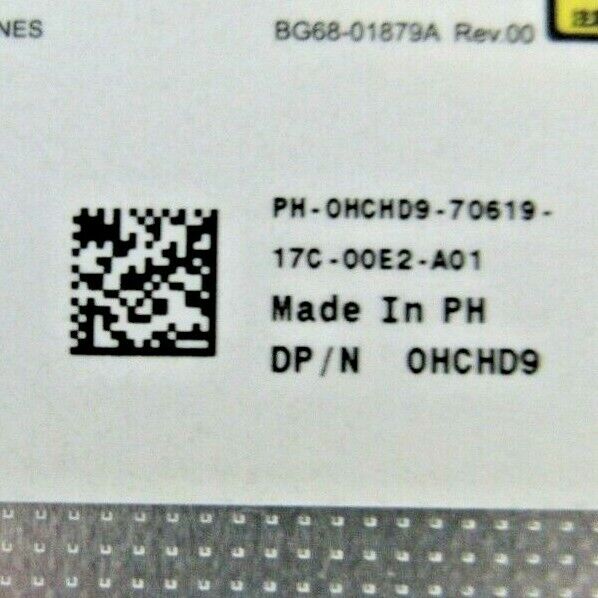 NES
BG68-01879A Rev.00
PH-0HCHD9-70619-
17C-00E2-A01
Made In PH
DP/N 0HCHD9